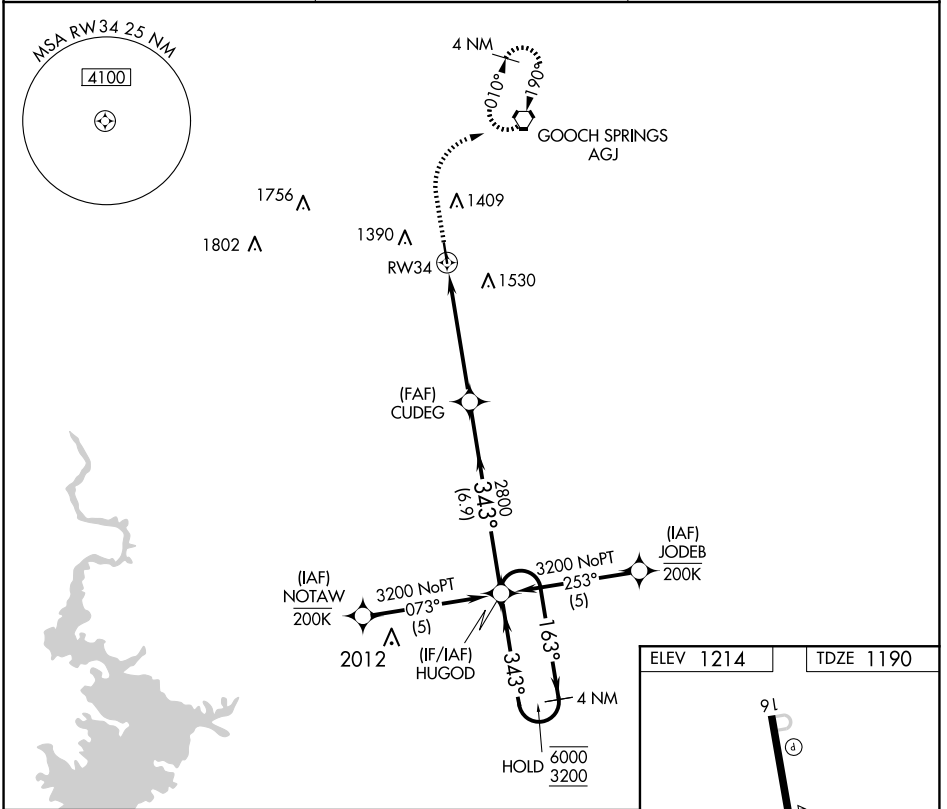 MSA RW34 25 NM
4100
4 NM
010°
190°
GOOCH SPRINGS
AGJ
1756
1409
1802
1390
RW34
1530
(FAF)
CUDEG
2800
343°
(6.9)
(IAF)
JODEB
200K
3200 NoPT
253°
(5)
(IAF)
NOTAW
200K
3200 NoPT
073°
(5)
2012
(IF/IAF)
HUGOD
343°
163°
4 NM
HOLD
6000
3200
ELEV 1214
TDZE 1190
16
P